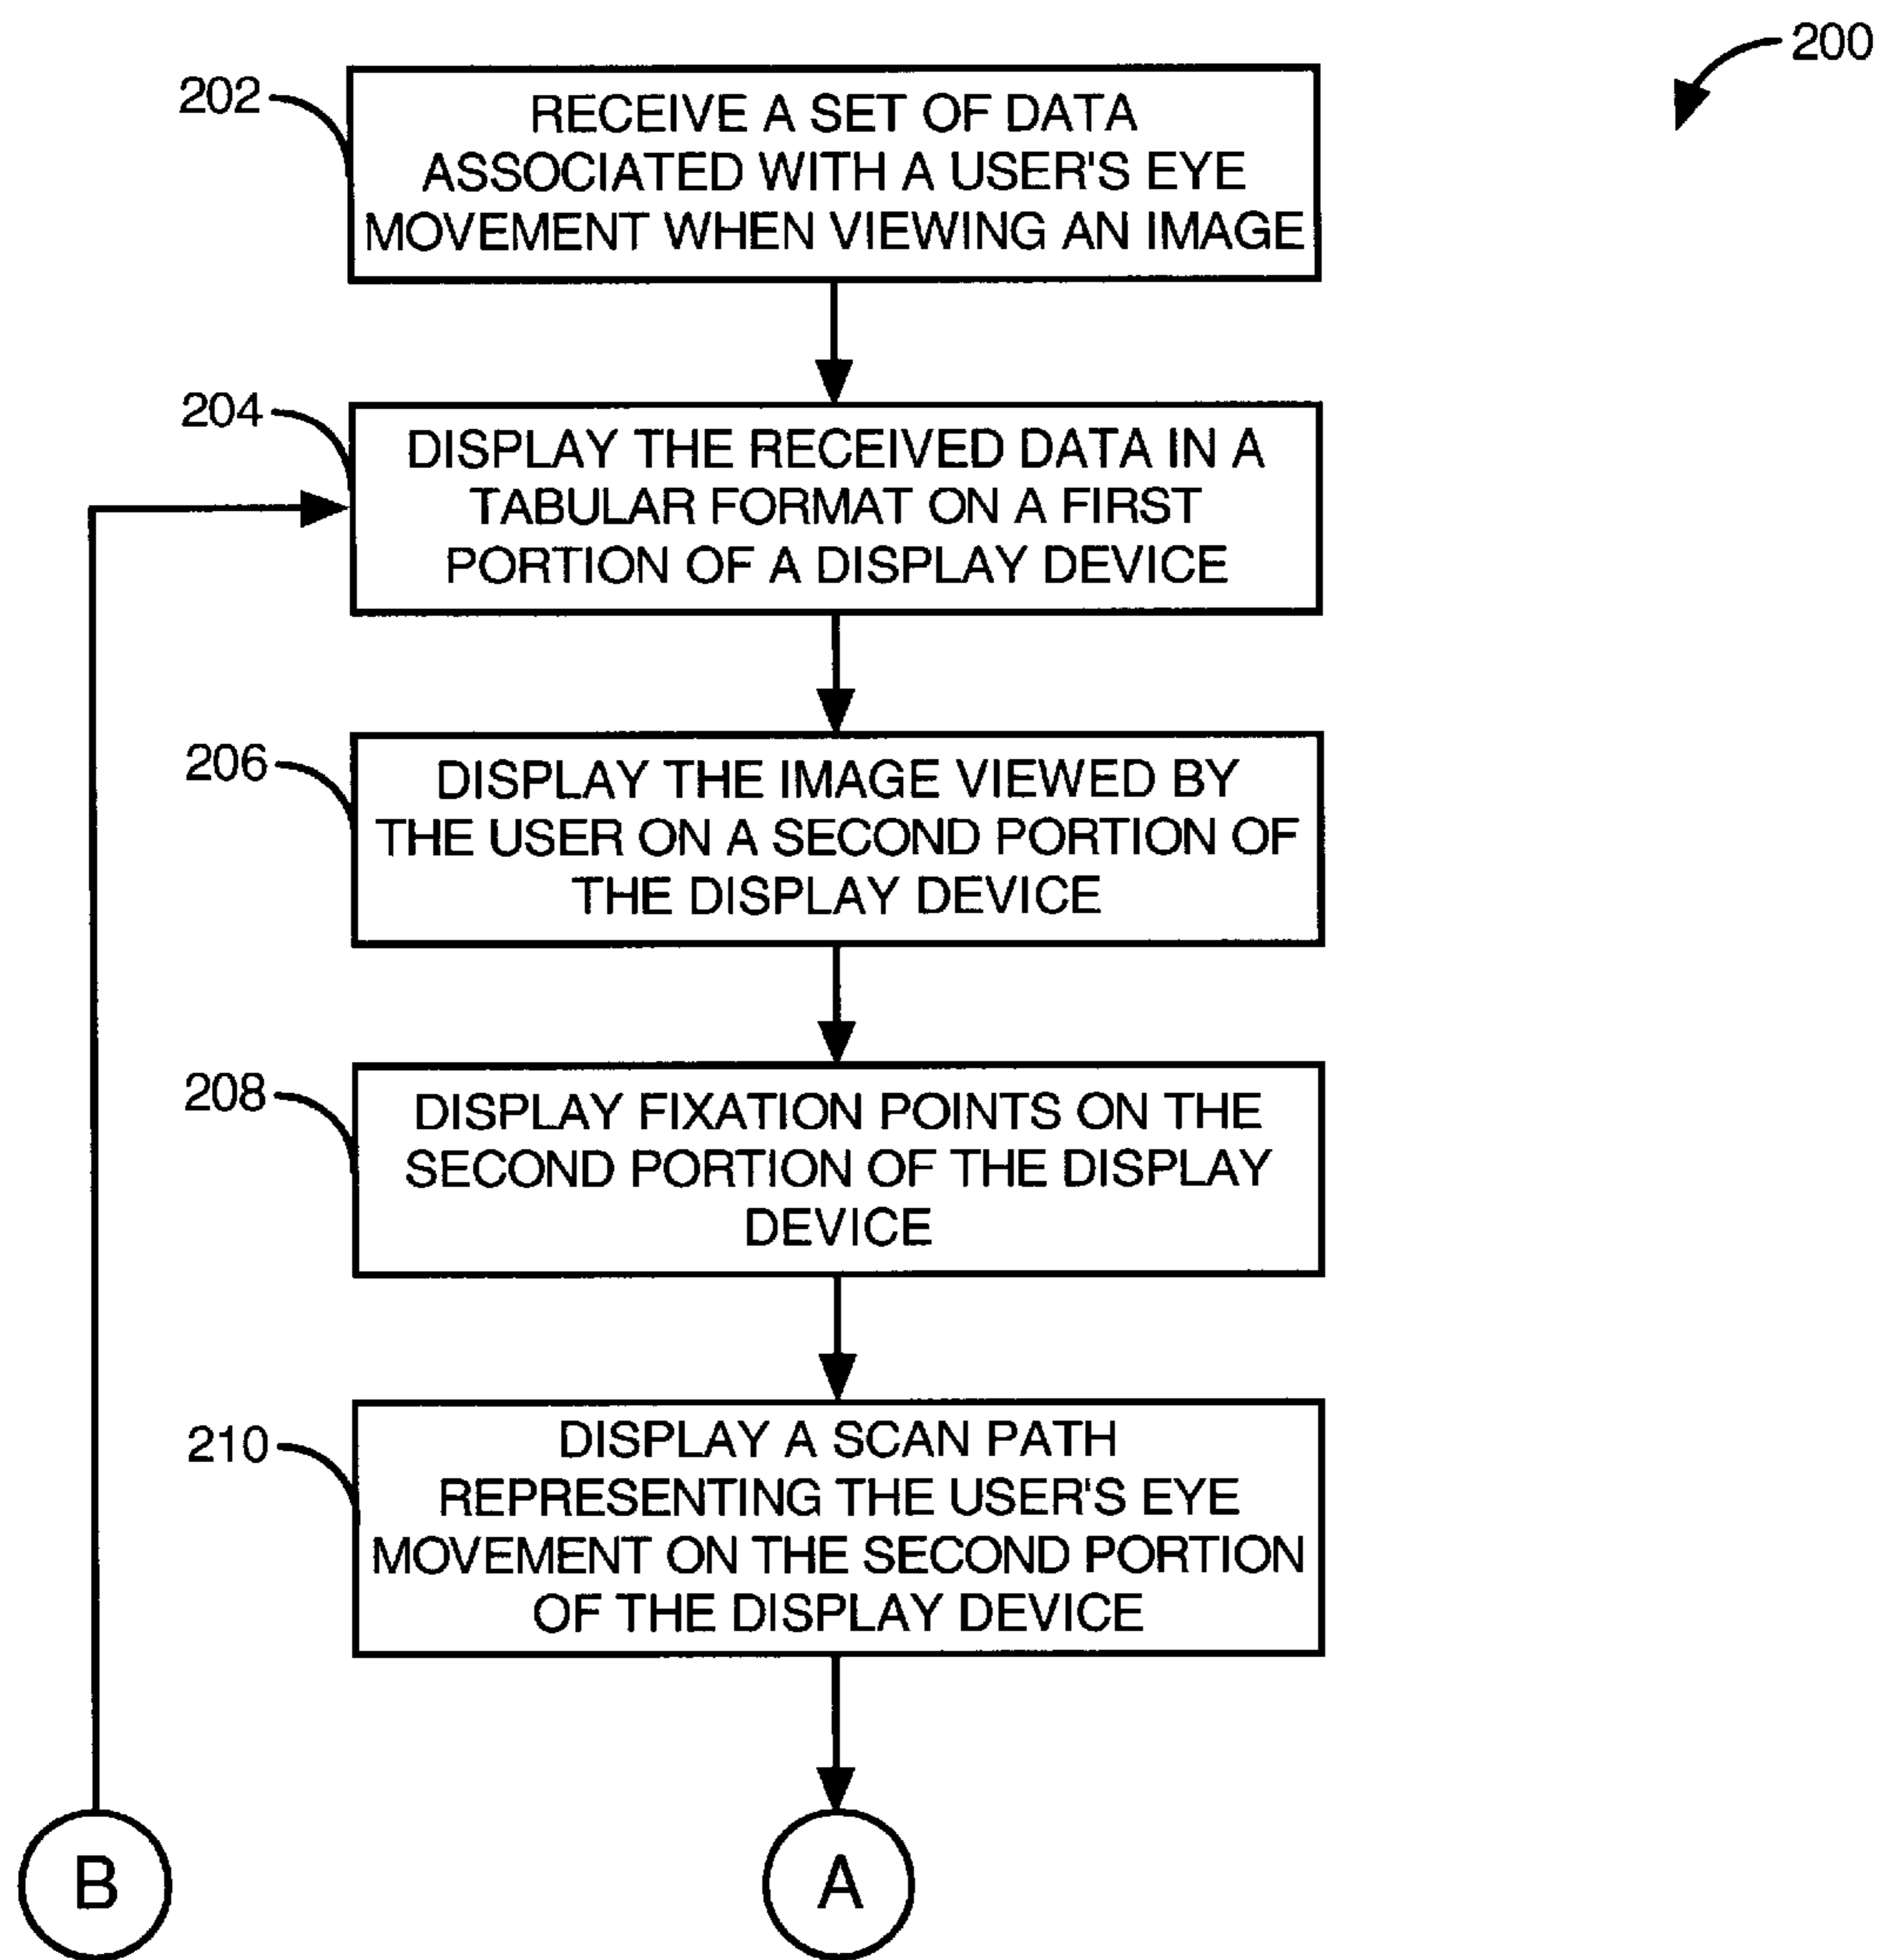 200
202
RECEIVE A SET OF DATA
ASSOCIATED WITH A USER'S EYE
MOVEMENT WHEN VIEWING AN IMAGE
204
DISPLAY THE RECEIVED DATA IN A
TABULAR FORMAT ON A FIRST
PORTION OF A DISPLAY DEVICE
206
DISPLAY THE IMAGE VIEWED BY
THE USER ON A SECOND PORTION OF
THE DISPLAY DEVICE
208
DISPLAY FIXATION POINTS ON THE
SECOND PORTION OF THE DISPLAY
DEVICE
210
DISPLAY A SCAN PATH
REPRESENTING THE USER'S EYE
MOVEMENT ON THE SECOND PORTION
OF THE DISPLAY DEVICE
B
A